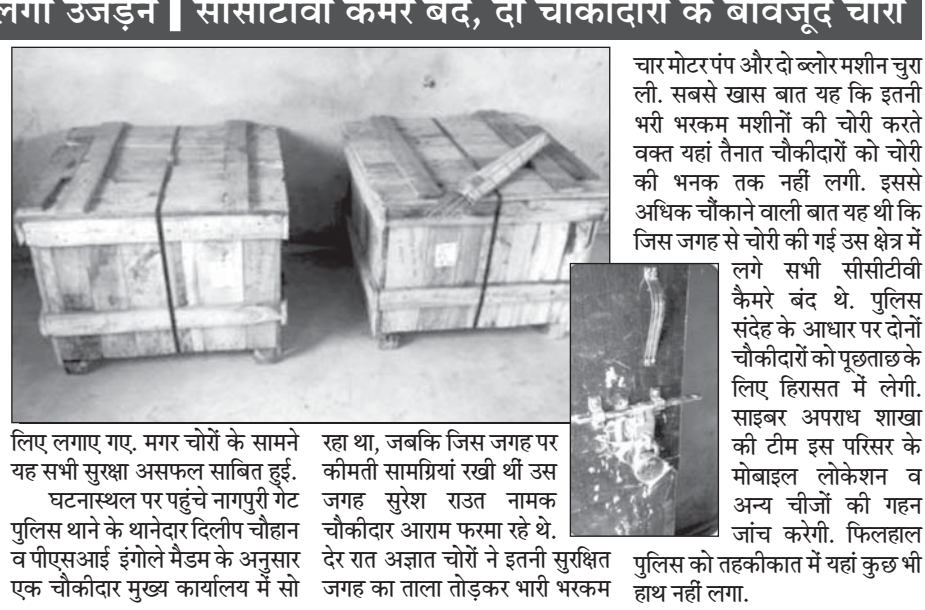 लगी उजड़ने ▌ सीसीटीवी कैमरे बंद, दो चौकीदारों के बावजूद चोरी
लिए लगाए गए. मगर चोरों के सामने
यह सभी सुरक्षा असफल साबित हुई.
घटनास्थल पर पहुंचे नागपुरी गेट
पुलिस थाने के थानेदार दिलीप चौहान
व पीएसआई इंगोले मैडम के अनुसार
एक चौकीदार मुख्य कार्यालय में सो
रहा था, जबकि जिस जगह पर
कीमती सामग्रियां रखी थीं उस
जगह सुरेश राउत नामक
चौकीदार आराम फरमा रहे थे.
देर रात अज्ञात चोरों ने इतनी सुरक्षित
जगह का ताला तोड़कर भारी भरकम
चार मोटर पंप और दो ब्लोर मशीन चुरा
ली. सबसे खास बात यह कि इतनी
भरी भरकम मशीनों की चोरी करते
वक्त यहां तैनात चौकीदारों को चोरी
की भनक तक नहीं लगी. इससे
अधिक चौंकाने वाली बात यह थी कि
जिस जगह से चोरी की गई उस क्षेत्र में
लगे सभी सीसीटीवी
कैमरे बंद थे. पुलिस
संदेह के आधार पर दोनों
चौकीदारों को पूछताछ के
लिए हिरासत में लेगी.
साइबर अपराध शाखा
की टीम इस परिसर के
मोबाइल लोकेशन व
अन्य चीजों की गहन
जांच करेगी. फिलहाल
पुलिस को तहकीकात में यहां कुछ भी
हाथ नहीं लगा.